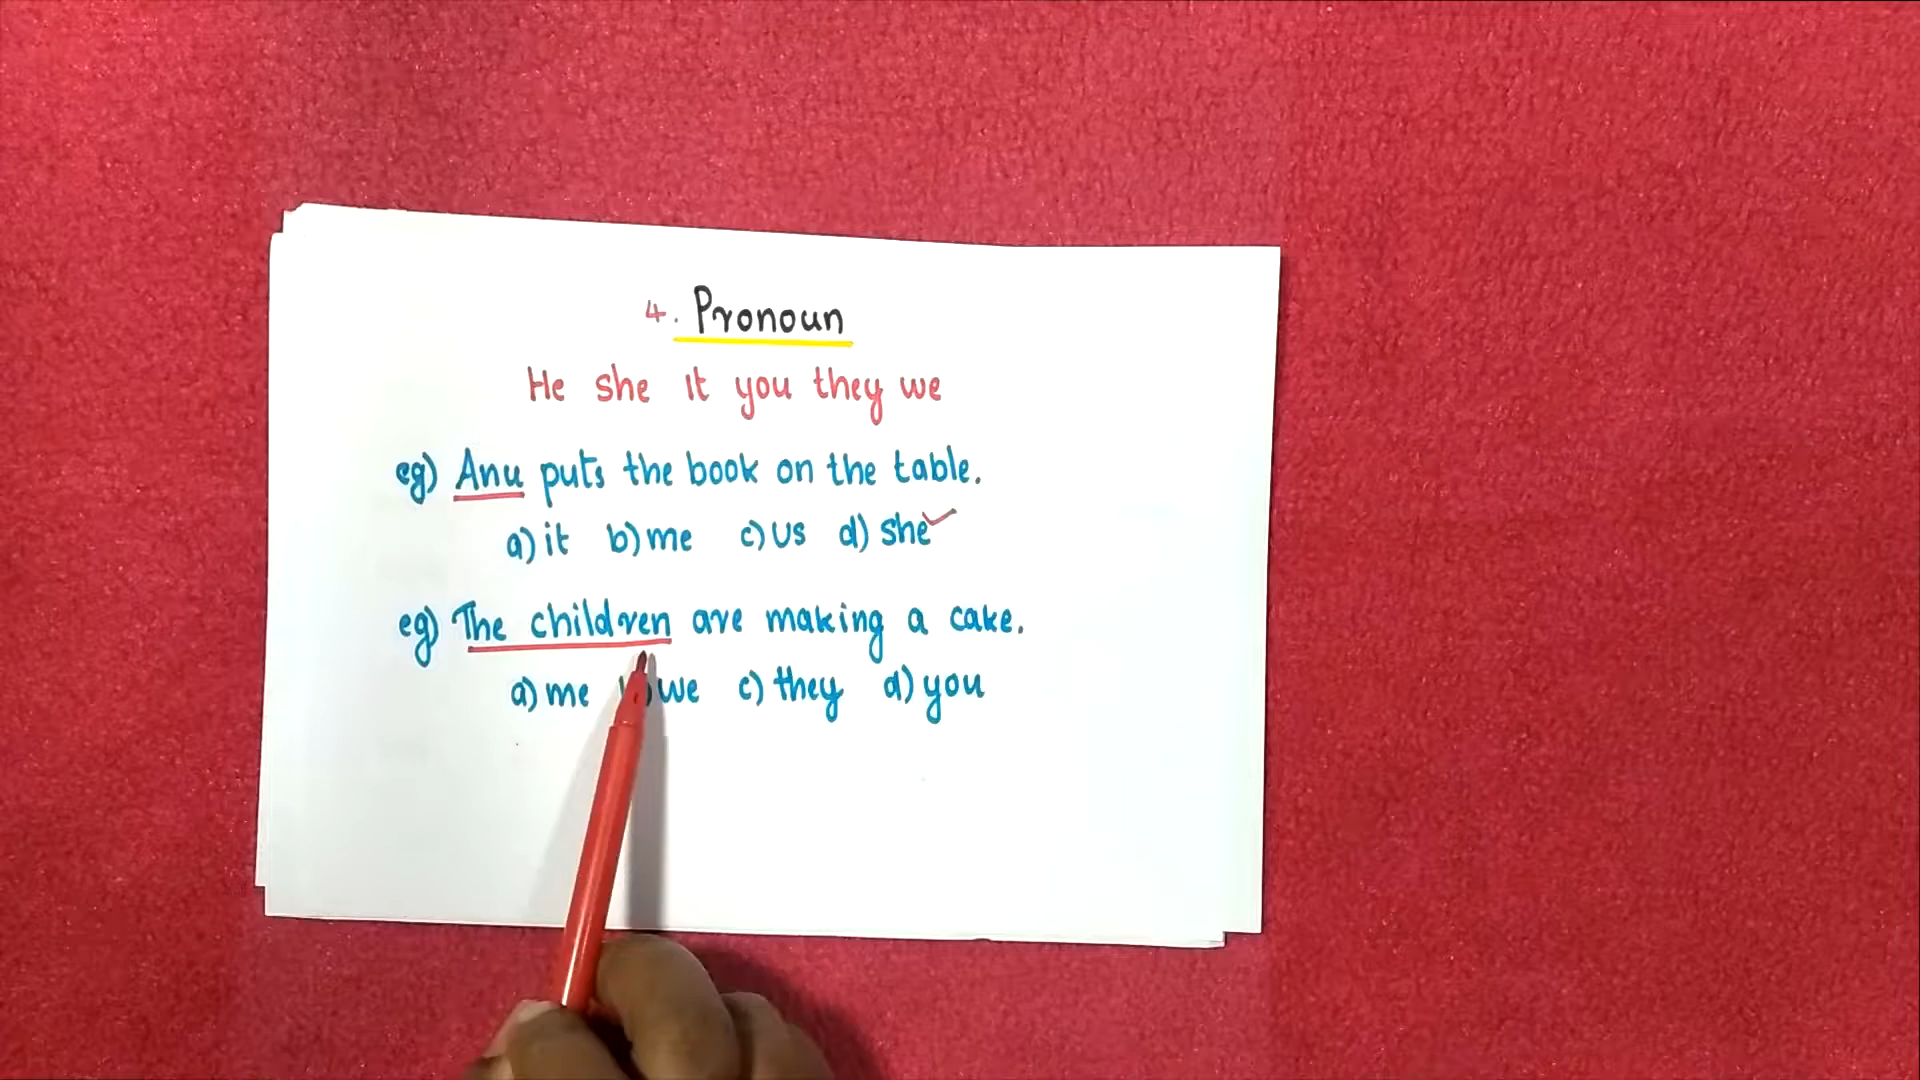 4. Pronoun
He she It you they we
eg) Anu puts the book on the table.
a) it b) me c) us d) she
eg) The children are making a cake.
a) me we c) they d) you